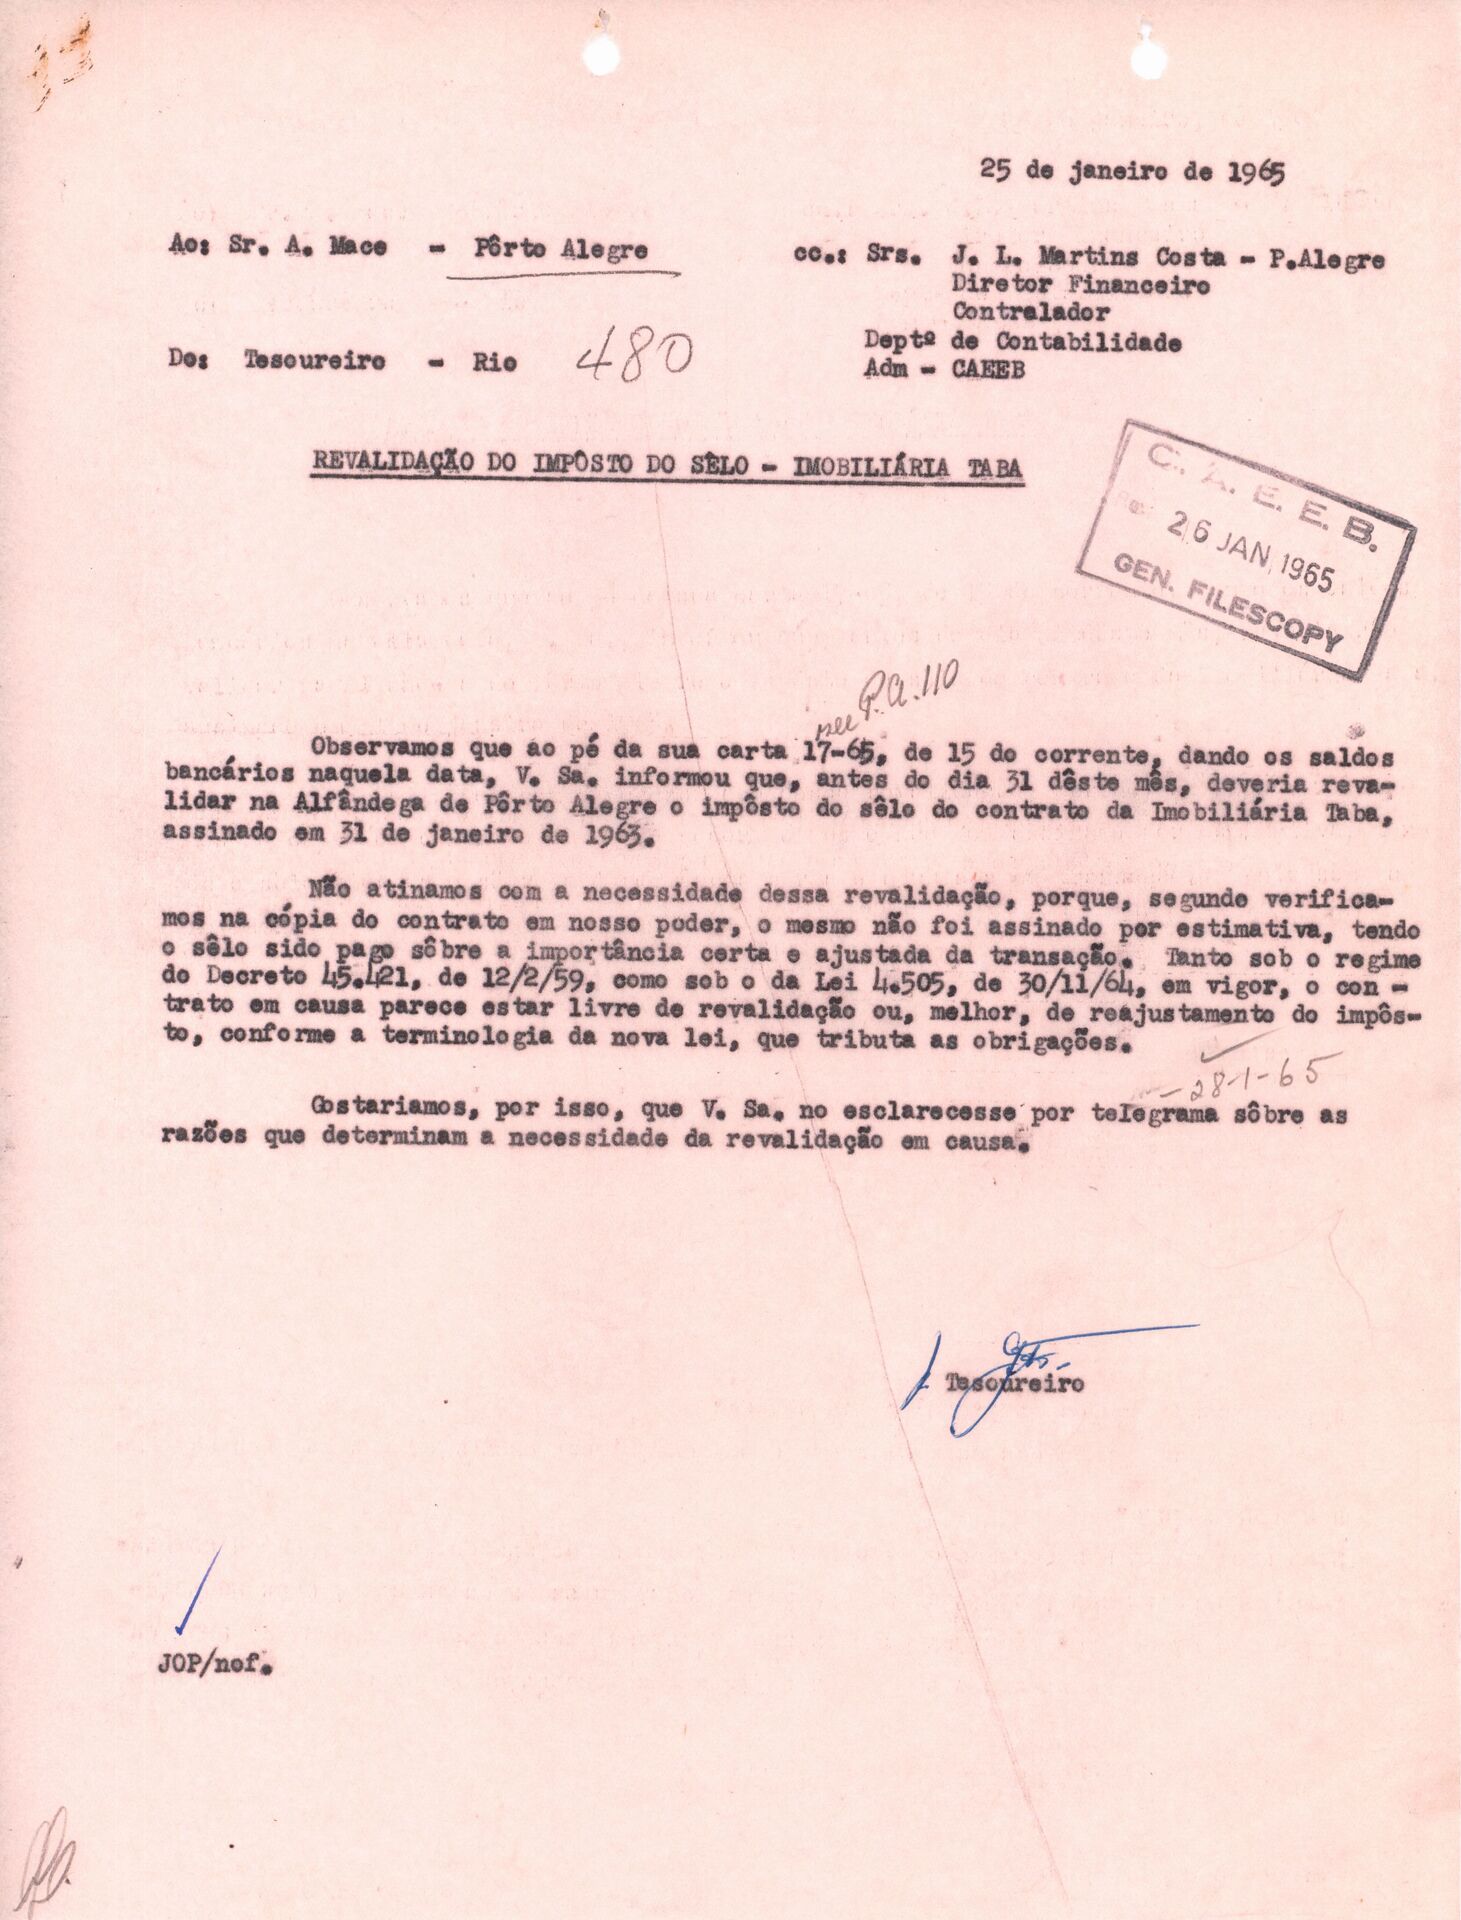 25 de janeiro de 1965
Ao: Sr. A. Mace - Pôrto Alegre
cc.: Srs. J. L. Martins Costa - P.Alegre
Diretor Financeiro
Contralador
Deptº de Contabilidade
Adm - CAEEB
Do: Tesoureiro - Rio 480
REVALIDAÇÃO DO IMPÔSTO DO SÊLO - IMOBILIÁRIA TABA
C. A. E. E. B.
26 JAN 1965
GEN. FILESCOPY
P.A. 110
Observamos que ao pé da sua carta 17-65, de 15 do corrente, dando os saldos
bancários naquela data, V. Sa. informou que, antes do dia 31 dêste mês, deveria reva-
lidar na Alfândega de Pôrto Alegre o impôsto do sêlo do contrato da Imobiliária Taba,
assinado em 31 de janeiro de 1963.
Não atinamos com a necessidade dessa revalidação, porque, segundo verifica-
mos na cópia do contrato em nosso poder, o mesmo não foi assinado por estimativa, tendo
o sêlo sido pago sôbre a importância certa e ajustada da transação. Tanto sob o regime
do Decreto 45.421, de 12/2/59, como sob o da Lei 4.505, de 30/11/64, em vigor, o con -
trato em causa parece estar livre de revalidação ou, melhor, de reajustamento do impôs-
to, conforme a terminologia da nova lei, que tributa as obrigações.
-28-1-65
Gostariamos, por isso, que V. Sa. no esclarecesse por telegrama sôbre as
razões que determinam a necessidade da revalidação em causa.
Tesoureiro
JOP/nof.